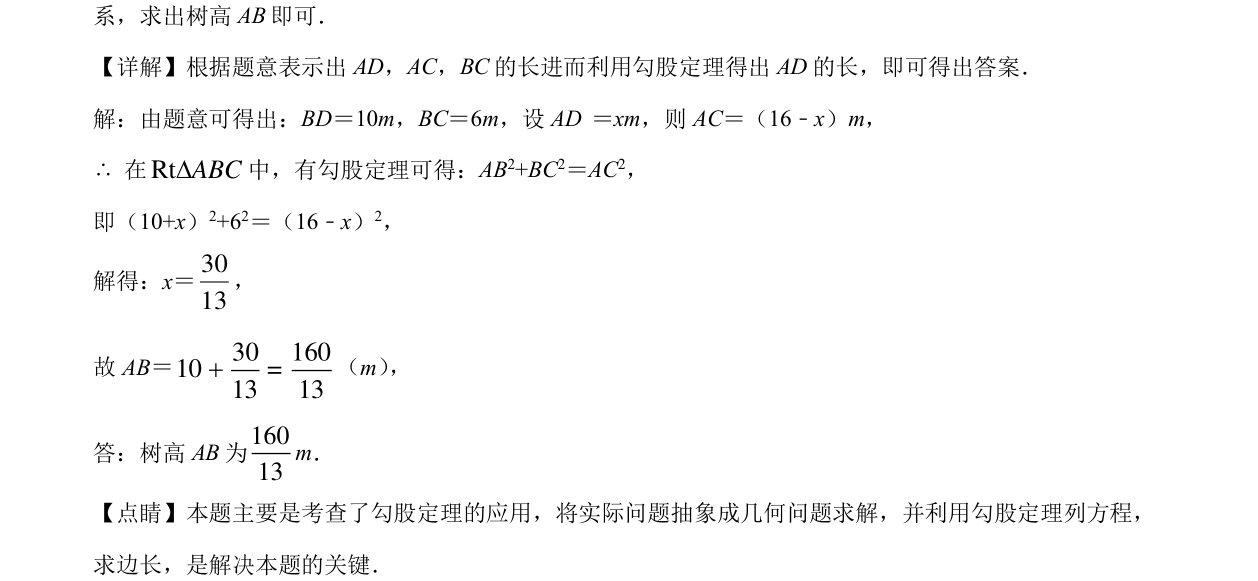 系，求出树高 AB 即可．
【详解】根据题意表示出 AD，AC，BC 的长进而利用勾股定理得出 AD 的长，即可得出答案．
解：由题意可得出：BD＝10m，BC＝6m，设 AD ＝xm，则 AC＝（16﹣x）m，
∴ 在 RtΔABC 中，有勾股定理可得：AB²+BC²＝AC²，
即（10+x）²+6²＝（16﹣x）²，
解得：x＝30/13，
故 AB＝10 + 30/13 = 160/13（m），
答：树高 AB 为 160/13 m．
【点睛】本题主要是考查了勾股定理的应用，将实际问题抽象成几何问题求解，并利用勾股定理列方程，
求边长，是解决本题的关键．